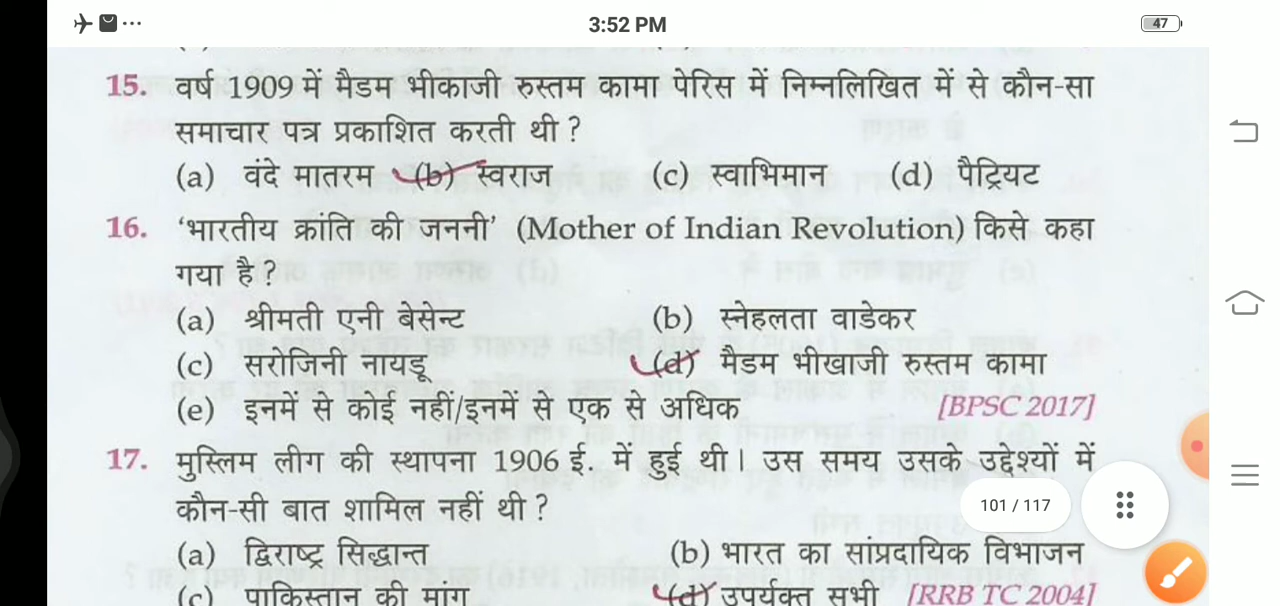 3:52 PM
47
15. वर्ष 1909 में मैडम भीकाजी रुस्तम कामा पेरिस में निम्नलिखित में से कौन-सा
समाचार पत्र प्रकाशित करती थी ?
(a) वंदे मातरम (b) स्वराज (c) स्वाभिमान (d) पैट्रियट
16. ‘भारतीय क्रांति की जननी’ (Mother of Indian Revolution) किसे कहा
गया है ?
(a) श्रीमती एनी बेसेन्ट (b) स्नेहलता वाडेकर
(c) सरोजिनी नायडू (d) मैडम भीखाजी रुस्तम कामा
(e) इनमें से कोई नहीं/इनमें से एक से अधिक [BPSC 2017]
17. मुस्लिम लीग की स्थापना 1906 ई. में हुई थी। उस समय उसके उद्देश्यों में
कौन-सी बात शामिल नहीं थी ?
101 / 117
(a) द्विराष्ट्र सिद्धान्त (b) भारत का सांप्रदायिक विभाजन
(c) पाकिस्तान की मांग (d) उपर्युक्त सभी [RRB TC 2004]